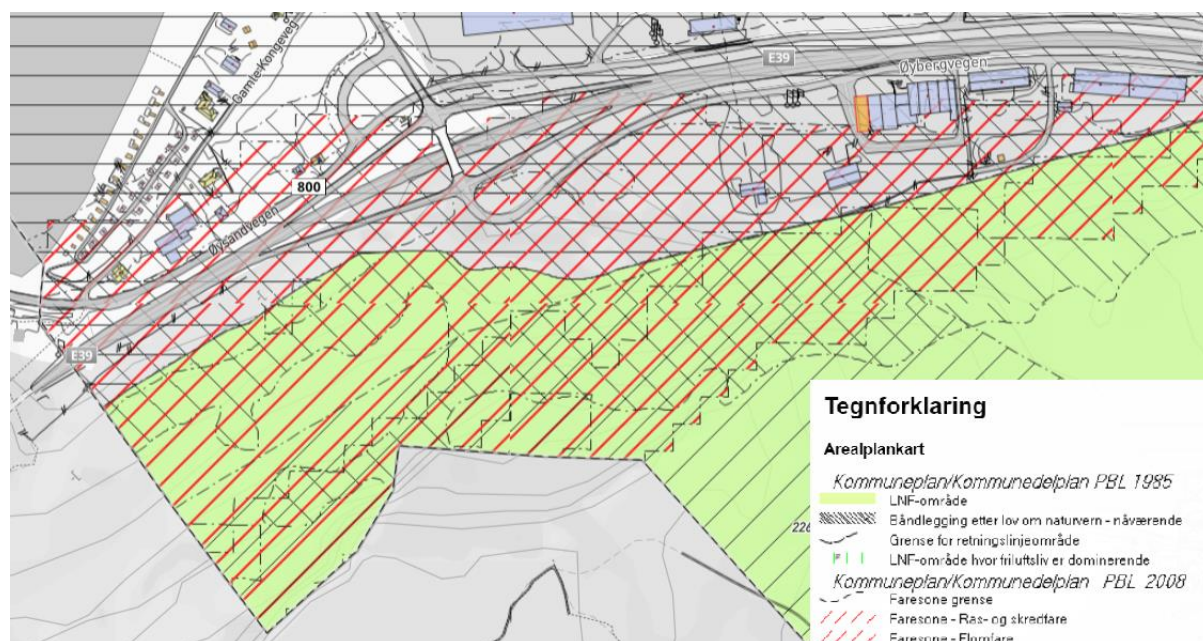 E39
Øybergvegen
Gamle Kongeveg
800
Øysandvegen
E39
Tegnforklaring
Arealplankart
Kommuneplan/Kommunedelplan PBL 1985
LNF-område
Båndlegging etter lov om naturvern - nåværende
Grense for retningslinjeområde
LNF-område hvor friluftsliv er dominerende
Kommuneplan/Kommunedelplan PBL 2008
Faresone grense
Faresone - Ras- og skredfare
Faresone - Flomfare